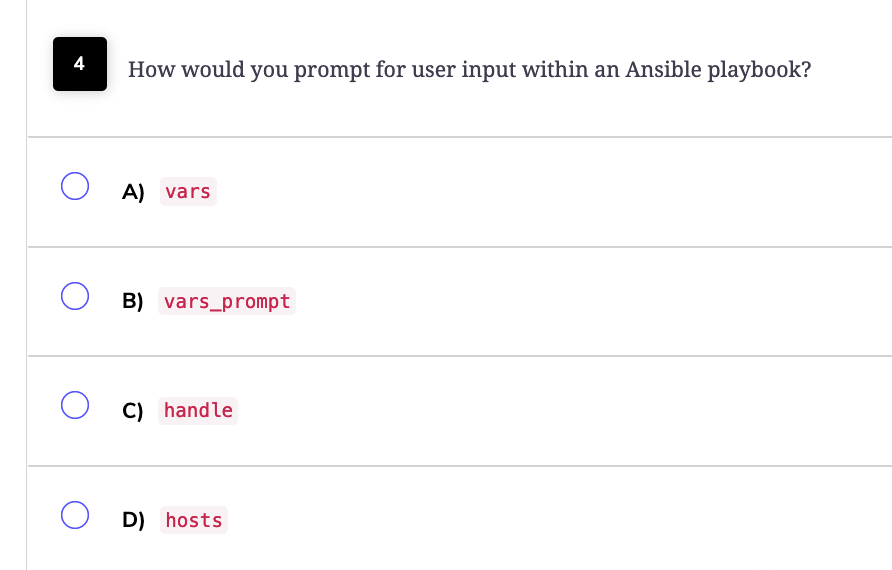 4
How would you prompt for user input within an Ansible playbook?
A) vars
B) vars_prompt
C) handle
D) hosts